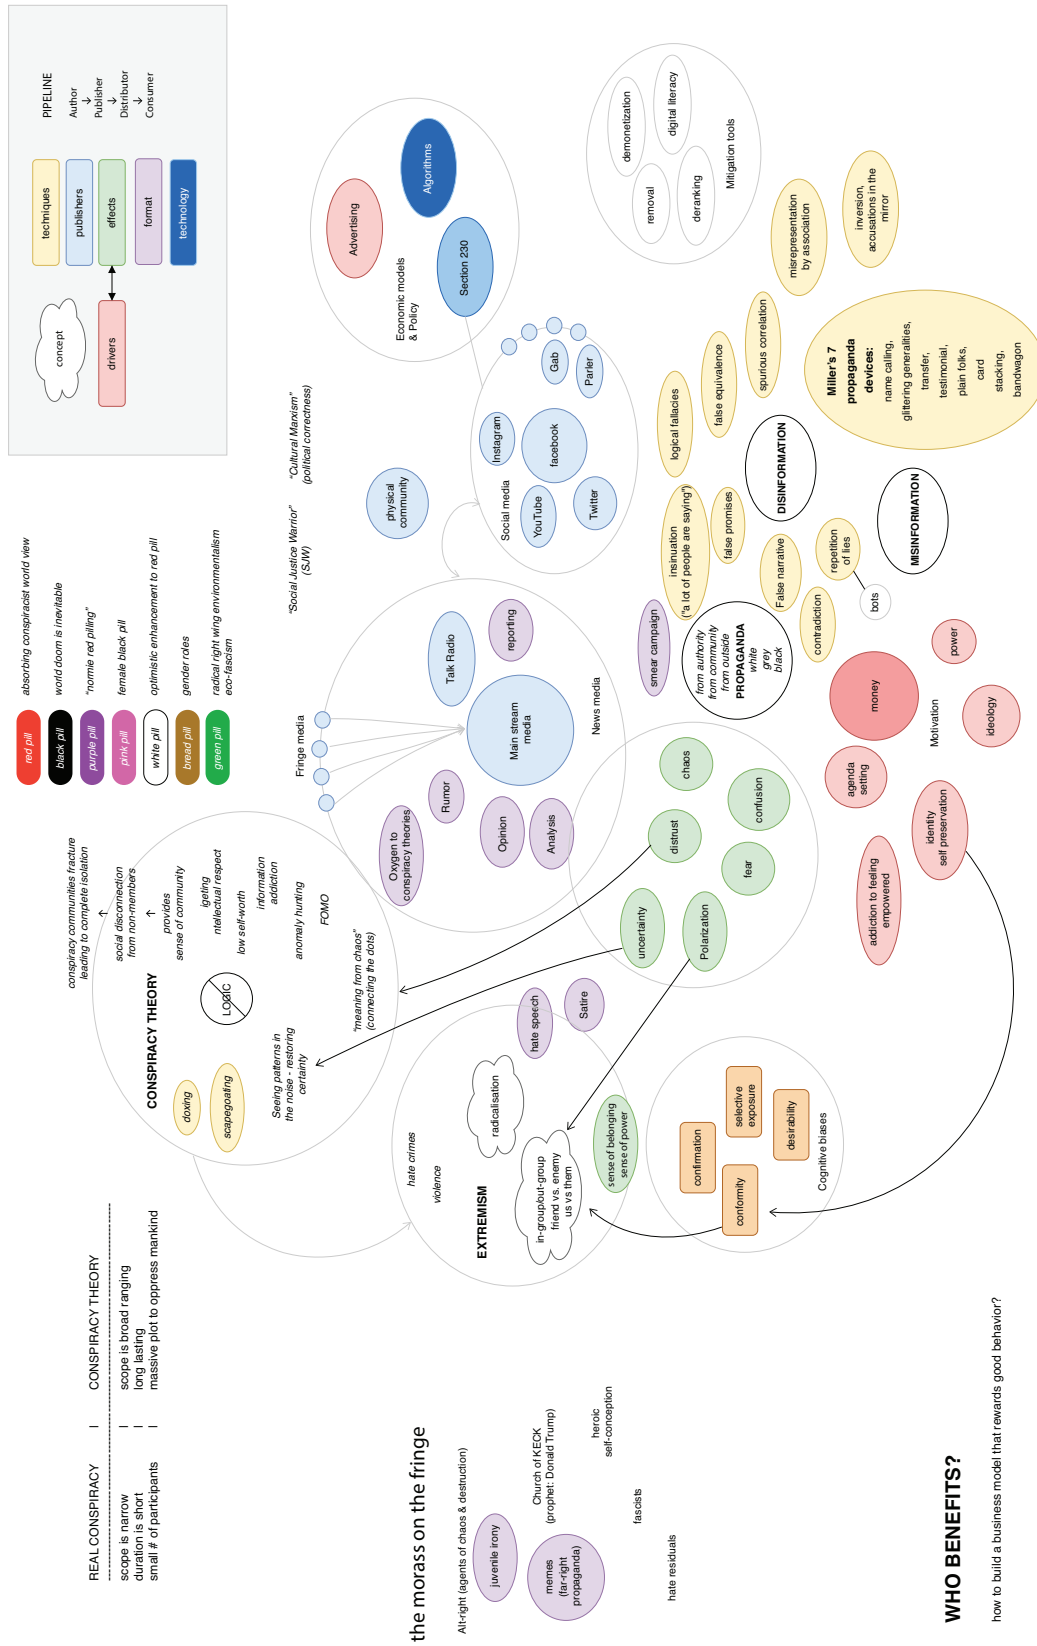 REAL CONSPIRACY | CONSPIRACY THEORY
scope is narrow | scope is broad ranging
duration is short | long lasting
small # of participants | massive plot to oppress mankind
the morass on the fringe
Alt-right (agents of chaos & destruction)
juvenile irony
memes
(far-right
propaganda)
Church of KECK
(prophet: Donald Trump)
heroic
self-conception
fascists
hate residuals
WHO BENEFITS?
how to build a business model that rewards good behavior?
conspiracy communities fracture
leading to complete isolation
social disconnection
from non-members
provides
sense of community
igeting
ntellectual respect
low self-worth
information
addiction
anomaly hunting
FOMO
CONSPIRACY THEORY
LOGIC
doxing
scapegoating
Seeing patterns in
the noise - restoring
certainty
"meaning from chaos"
(connecting the dots)
hate crimes
violence
EXTREMISM
radicalisation
in-group/out-group
friend vs. enemy
us vs them
hate speech
Satire
sense of belonging
sense of power
confirmation
conformity
selective
exposure
desirability
Cognitive biases
red pill
absorbing conspiracist world view
black pill
world doom is inevitable
purple pill
"normie red pilling"
pink pill
female black pill
white pill
optimistic enhancement to red pill
bread pill
gender roles
green pill
radical right wing environmentalism
eco-fascism
Fringe media
Oxygen to
conspiracy theories
Rumor
Opinion
Analysis
Main stream
media
Talk Radio
reporting
News media
uncertainty
Polarization
distrust
chaos
fear
confusion
"Social Justice Warrior"
(SJW)
"Cultural Marxism"
(political correctness)
physical
community
Social media
YouTube
Instagram
facebook
Twitter
Gab
Parler
Economic models
& Policy
Advertising
Algorithms
Section 230
smear campaign
from authority
from community
from outside
PROPAGANDA
white
grey
black
insinuation
("a lot of people are saying")
logical fallacies
false promises
false equivalence
spurious correlation
misrepresentation
by association
inversion,
accusations in the
mirror
False narrative
contradiction
repetition
of lies
bots
DISINFORMATION
MISINFORMATION
Miller's 7
propaganda
devices:
name calling,
glittering generalities,
transfer,
testimonial,
plain folks,
card
stacking,
bandwagon
demonetization
removal
digital literacy
deranking
Mitigation tools
money
Motivation
power
ideology
agenda
setting
identity
self preservation
addiction to feeling
empowered
concept
drivers
techniques
publishers
effects
format
technology
PIPELINE
Author
↓
Publisher
↓
Distributor
↓
Consumer